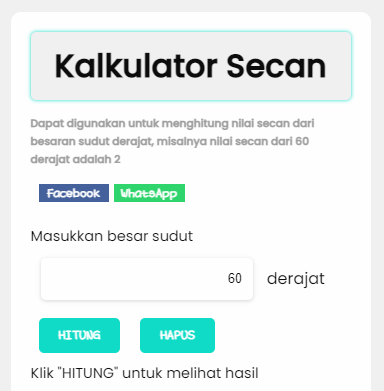 Kalkulator Secan
Dapat digunakan untuk menghitung nilai secan dari
besaran sudut derajat, misalnya nilai secan dari 60
derajat adalah 2
Facebook WhatsApp
Masukkan besar sudut
60 derajat
HITUNG HAPUS
Klik "HITUNG" untuk melihat hasil